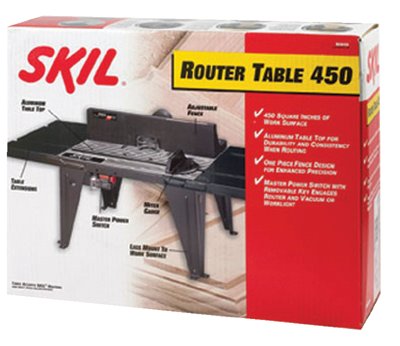 SKIL
ROUTER TABLE 450
ALUMINUM
TABLE TOP
ADJUSTABLE
FENCE
TABLE
EXTENSIONS
MASTER POWER
SWITCH
MITER
GAUGE
LEGS MOUNT TO
WORK SURFACE
450 SQUARE INCHES OF
WORK SURFACE
ALUMINUM TABLE TOP FOR
DURABILITY AND CONSISTENCY
WHEN ROUTING
ONE PIECE FENCE DESIGN
FOR ENHANCED PRECISION
MASTER POWER SWITCH WITH
REMOVABLE KEY ENGAGES
ROUTER AND VACUUM OR
WORKLIGHT